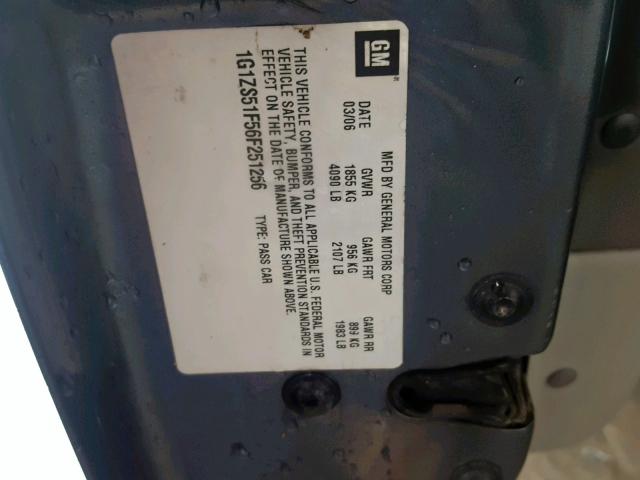 GM
MFD BY GENERAL MOTORS CORP
DATE GVWR GAWR FRT GAWR RR
03/06 1855 KG 956 KG 899 KG
4090 LB 2107 LB 1983 LB
THIS VEHICLE CONFORMS TO ALL APPLICABLE U.S. FEDERAL MOTOR
VEHICLE SAFETY, BUMPER, AND THEFT PREVENTION STANDARDS IN
EFFECT ON THE DATE OF MANUFACTURE SHOWN ABOVE.
1G1ZS51F56F251256 TYPE: PASS CAR